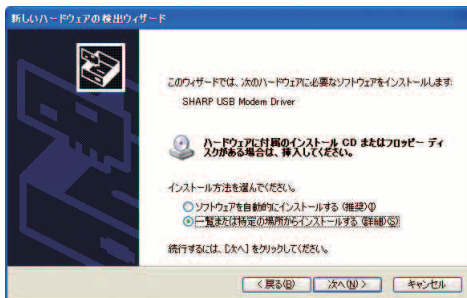 新しいハードウェアの検出ウィザード
このウィザードでは、次のハードウェアに必要なソフトウェアをインストールします:
SHARP USB Modem Driver
ハードウェアに付属のインストール CD またはフロッピー ディ
スクがある場合は、挿入してください。
インストール方法を選んでください。
ソフトウェアを自動的にインストールする (推奨)(I)
一覧または特定の場所からインストールする (詳細)(S)
続行するには、[次へ] をクリックしてください。
< 戻る(B)
次へ(N) >
キャンセル